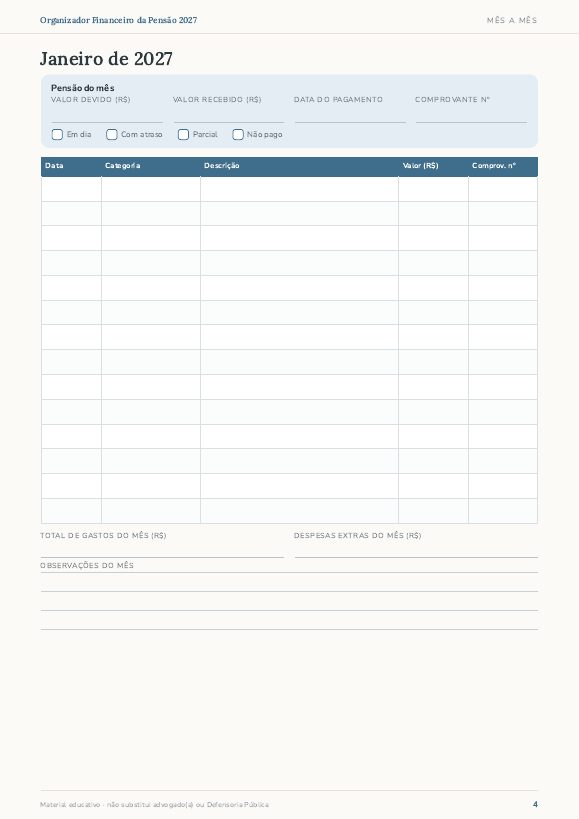 Organizador Financeiro da Pensão 2027 MÊS A MÊS
Janeiro de 2027
Pensão do mês
VALOR DEVIDO (R$) VALOR RECEBIDO (R$) DATA DO PAGAMENTO COMPROVANTE Nº
Em dia Com atraso Parcial Não pago
Data Categoria Descrição Valor (R$) Comprov. nº
TOTAL DE GASTOS DO MÊS (R$) DESPESAS EXTRAS DO MÊS (R$)
OBSERVAÇÕES DO MÊS
Material educativo · não substitui advogado(a) ou Defensoria Pública 4